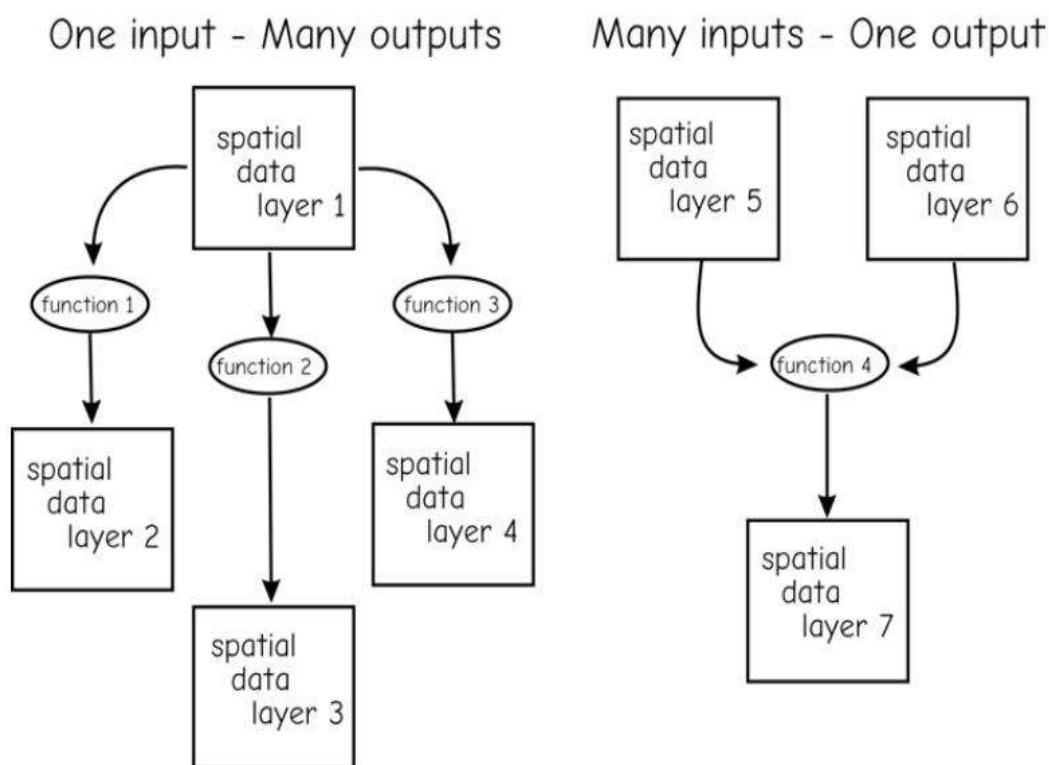 One input - Many outputs
spatial
data
layer 1
function 1
function 2
function 3
spatial
data
layer 2
spatial
data
layer 3
spatial
data
layer 4
Many inputs - One output
spatial
data
layer 5
spatial
data
layer 6
function 4
spatial
data
layer 7